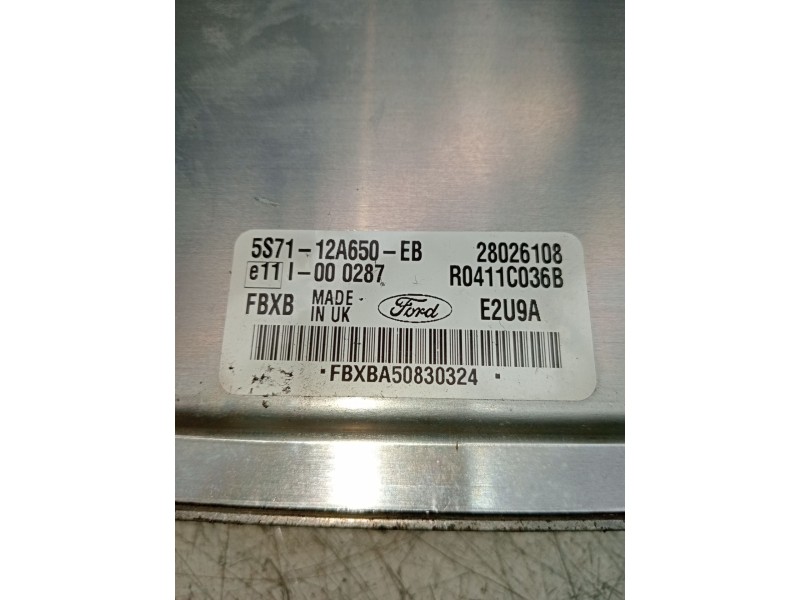 5S71-12A650-EB 28026108
e11 I-00 0287 R0411C036B
FBXB MADE IN UK Ford E2U9A
·FBXBA50830324 ·